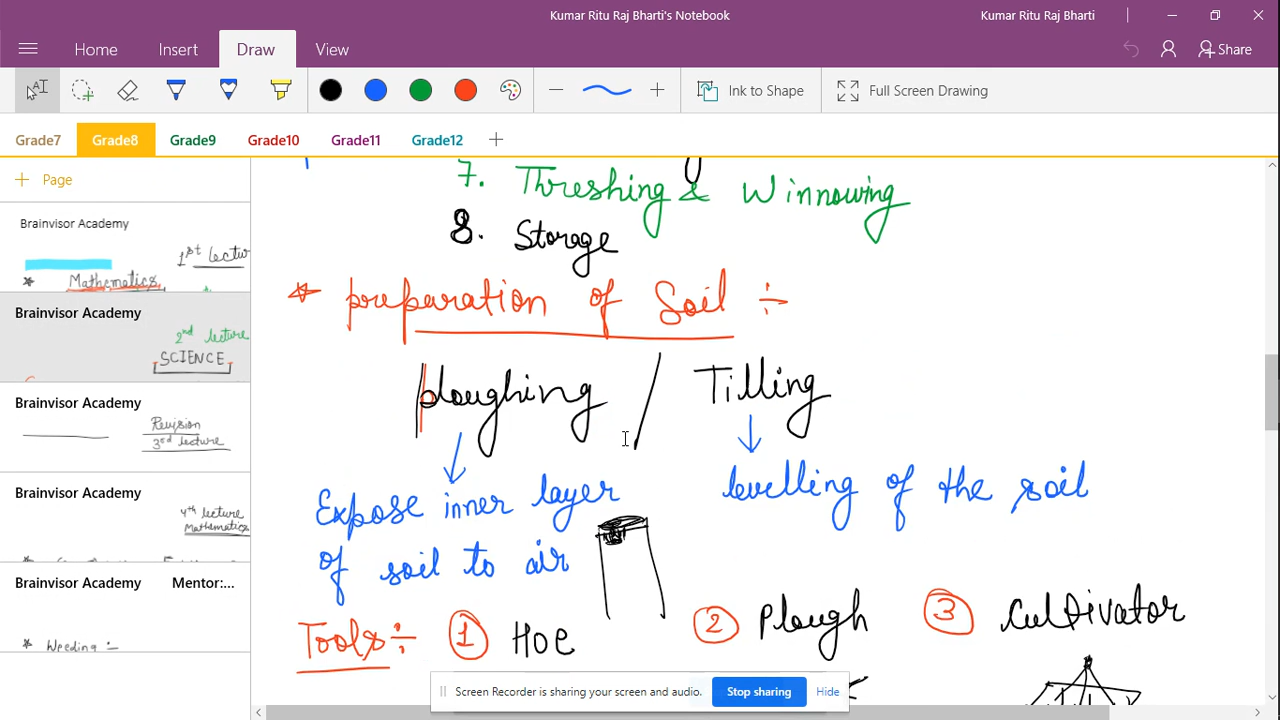 Kumar Ritu Raj Bharti's Notebook
Kumar Ritu Raj Bharti
Home Insert Draw View
Share
Ink to Shape
Full Screen Drawing
Grade7 Grade8 Grade9 Grade10 Grade11 Grade12
Page
Brainvisor Academy
1st lectu
* Mathematics
Brainvisor Academy
2nd lecture
SCIENCE
Brainvisor Academy
Revision
3rd lecture
Brainvisor Academy
4th lecture
Mathematics
Brainvisor Academy Mentor:...
* Weeding :-
7. Threshing & Winnowing
8. Storage
* preparation of Soil ÷
ploughing / Tilling
Expose inner layer
of soil to air
levelling of the soil
Tools ÷ 1 Hoe 2 Plough 3 Cultivator
Screen Recorder is sharing your screen and audio. Stop sharing Hide